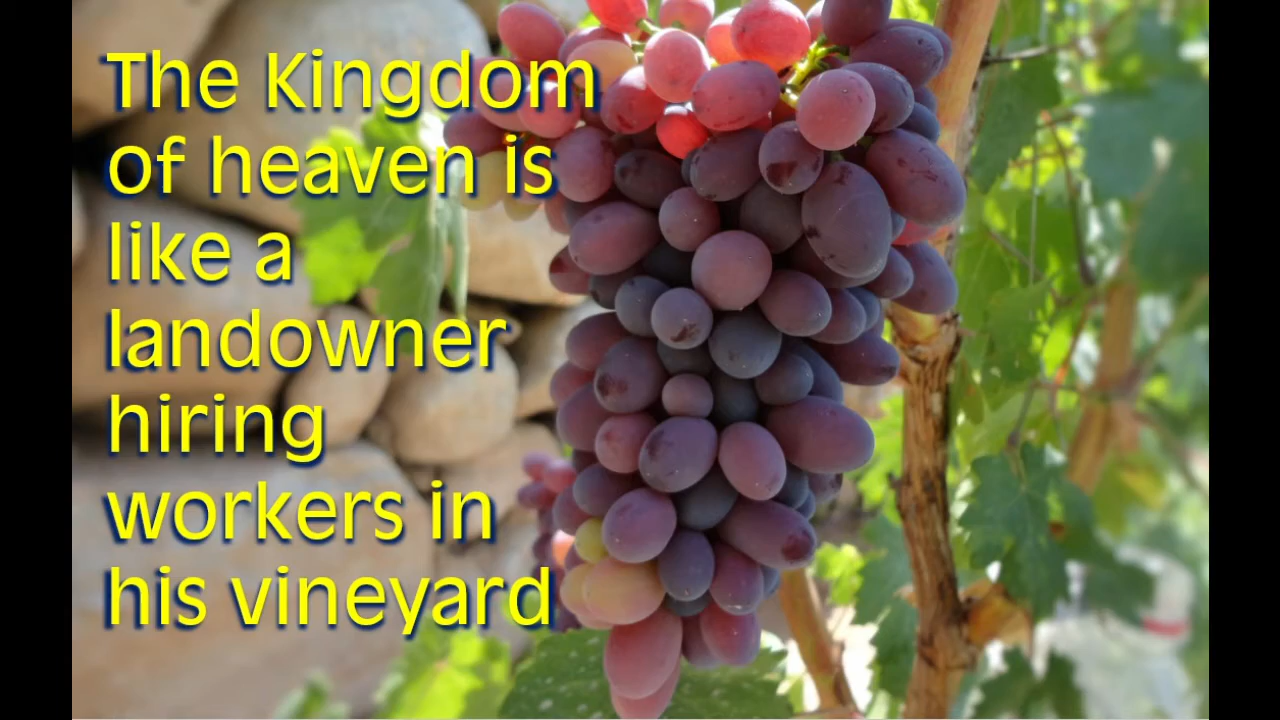 The Kingdom
of heaven is
like a
landowner
hiring
workers in
his vineyard